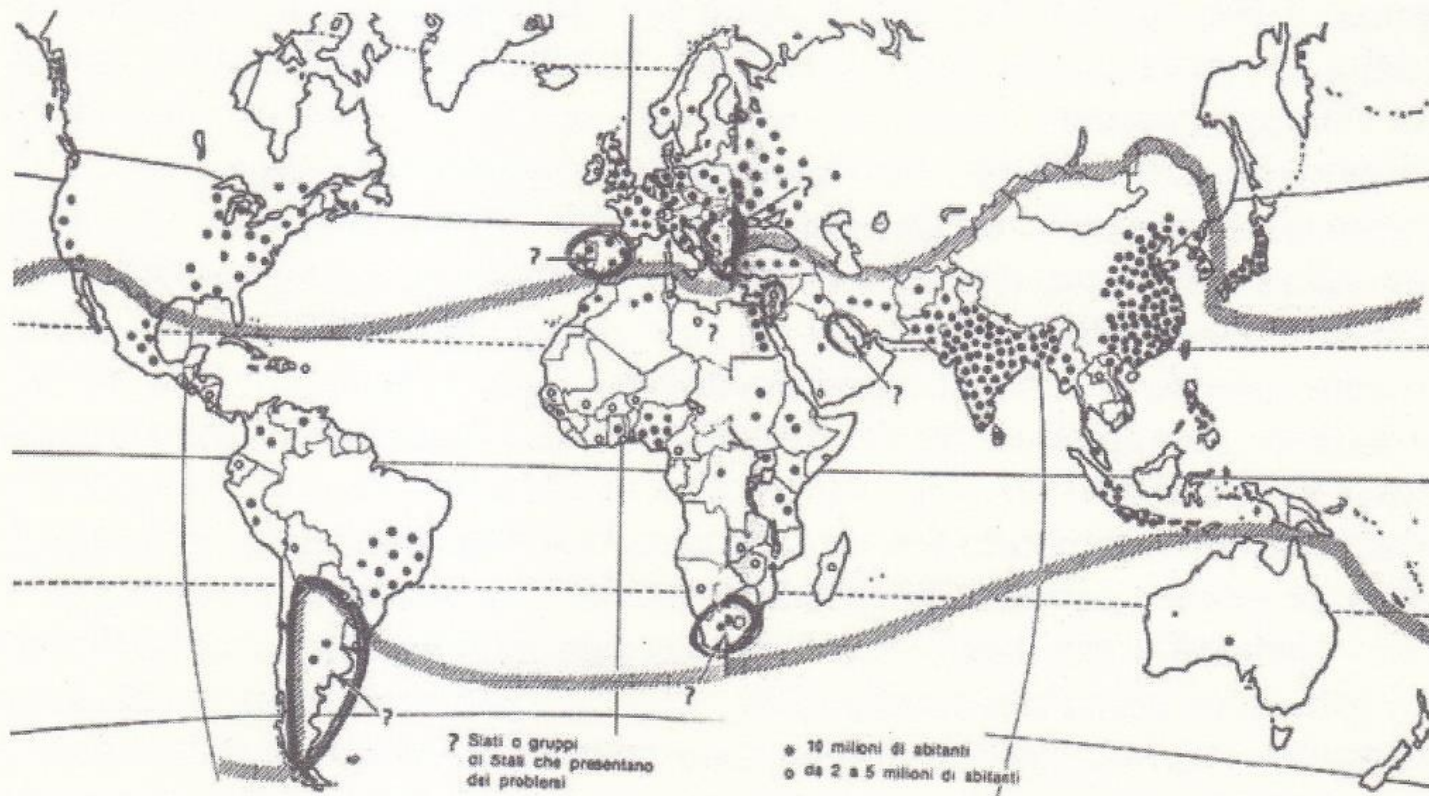 ?
?
?
?
?
?
? Stati o gruppi
di Stati che presentano
dei problemi
● 10 milioni di abitanti
○ da 2 a 5 milioni di abitanti